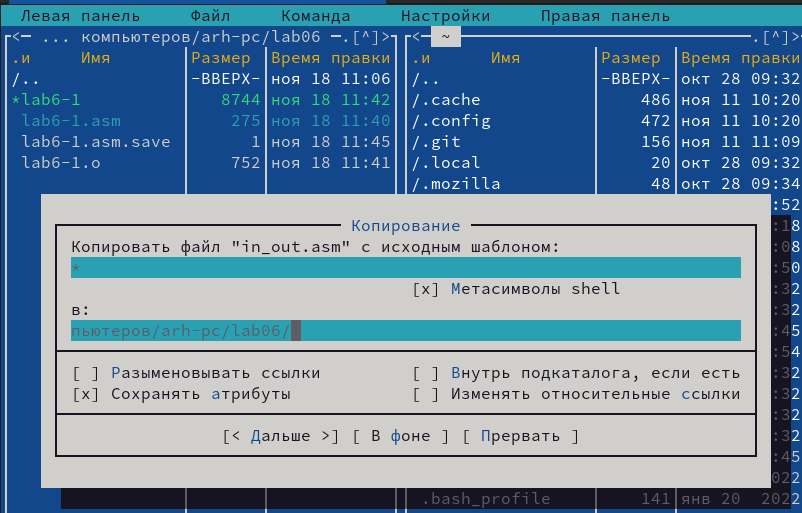 Левая панель Файл Команда Настройки Правая панель
<─ ... компьютеров/arh-pc/lab06 ─.[^]> <─ ~ ─.[^]>
.и Имя Размер Время правки .и Имя Размер Время правки
/.. -ВВЕРХ- ноя 18 11:06 /.. -ВВЕРХ- окт 28 09:32
*lab6-1 8744 ноя 18 11:42 /.cache 486 ноя 11 10:20
lab6-1.asm 275 ноя 18 11:40 /.config 472 ноя 11 10:20
lab6-1.asm.save 1 ноя 18 11:45 /.git 156 ноя 11 11:09
lab6-1.o 752 ноя 18 11:41 /.local 20 окт 28 09:32
/.mozilla 48 окт 28 09:34
:52
Копирование :18
Копировать файл "in_out.asm" с исходным шаблоном: :08
* :50
[x] Метасимволы shell :32
в: :32
пьютеров/arh-pc/lab06/ :45
:54
[ ] Разыменовывать ссылки [ ] Внутрь подкаталога, если есть :32
[x] Сохранять атрибуты [ ] Изменять относительные ссылки :32
:32
[< Дальше >] [ В фоне ] [ Прервать ] :32
:45
022
.bash_profile 141 янв 20 2022